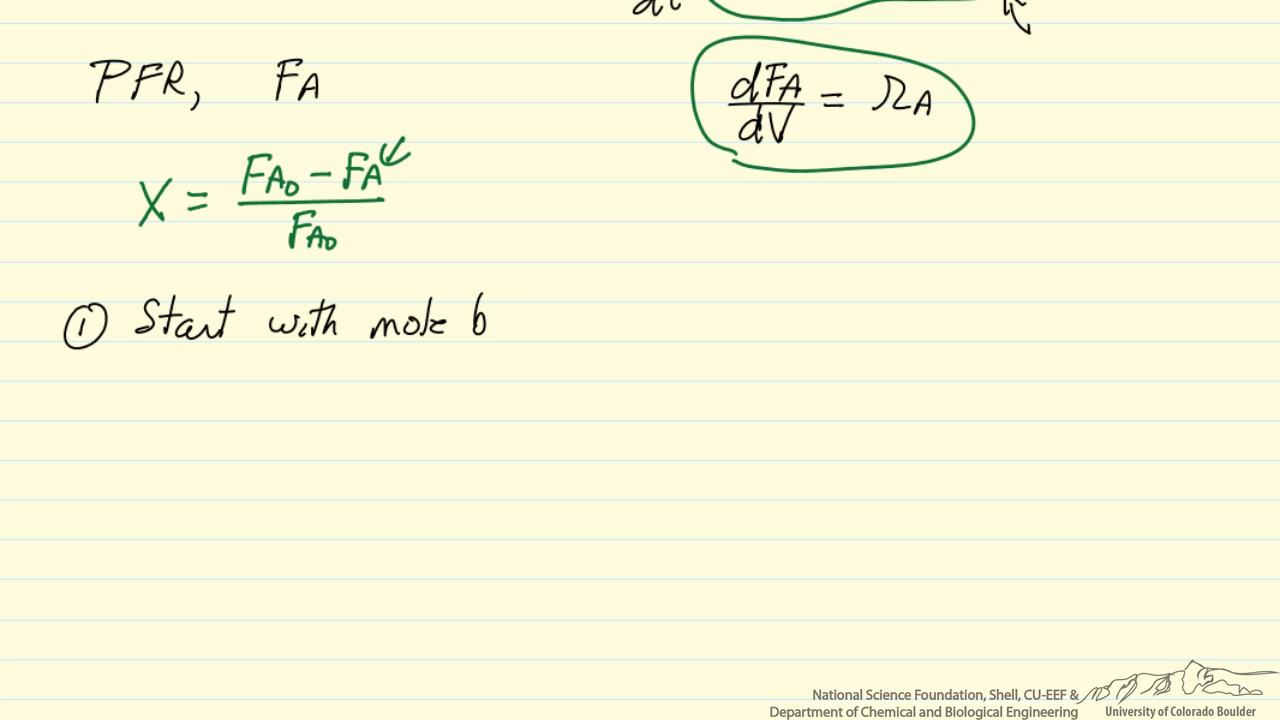 dt
PFR, FA
dFA/dV = rA
X = (FA0 - FA)/FA0
① Start with mole b
National Science Foundation, Shell, CU-EEF &
Department of Chemical and Biological Engineering
University of Colorado Boulder